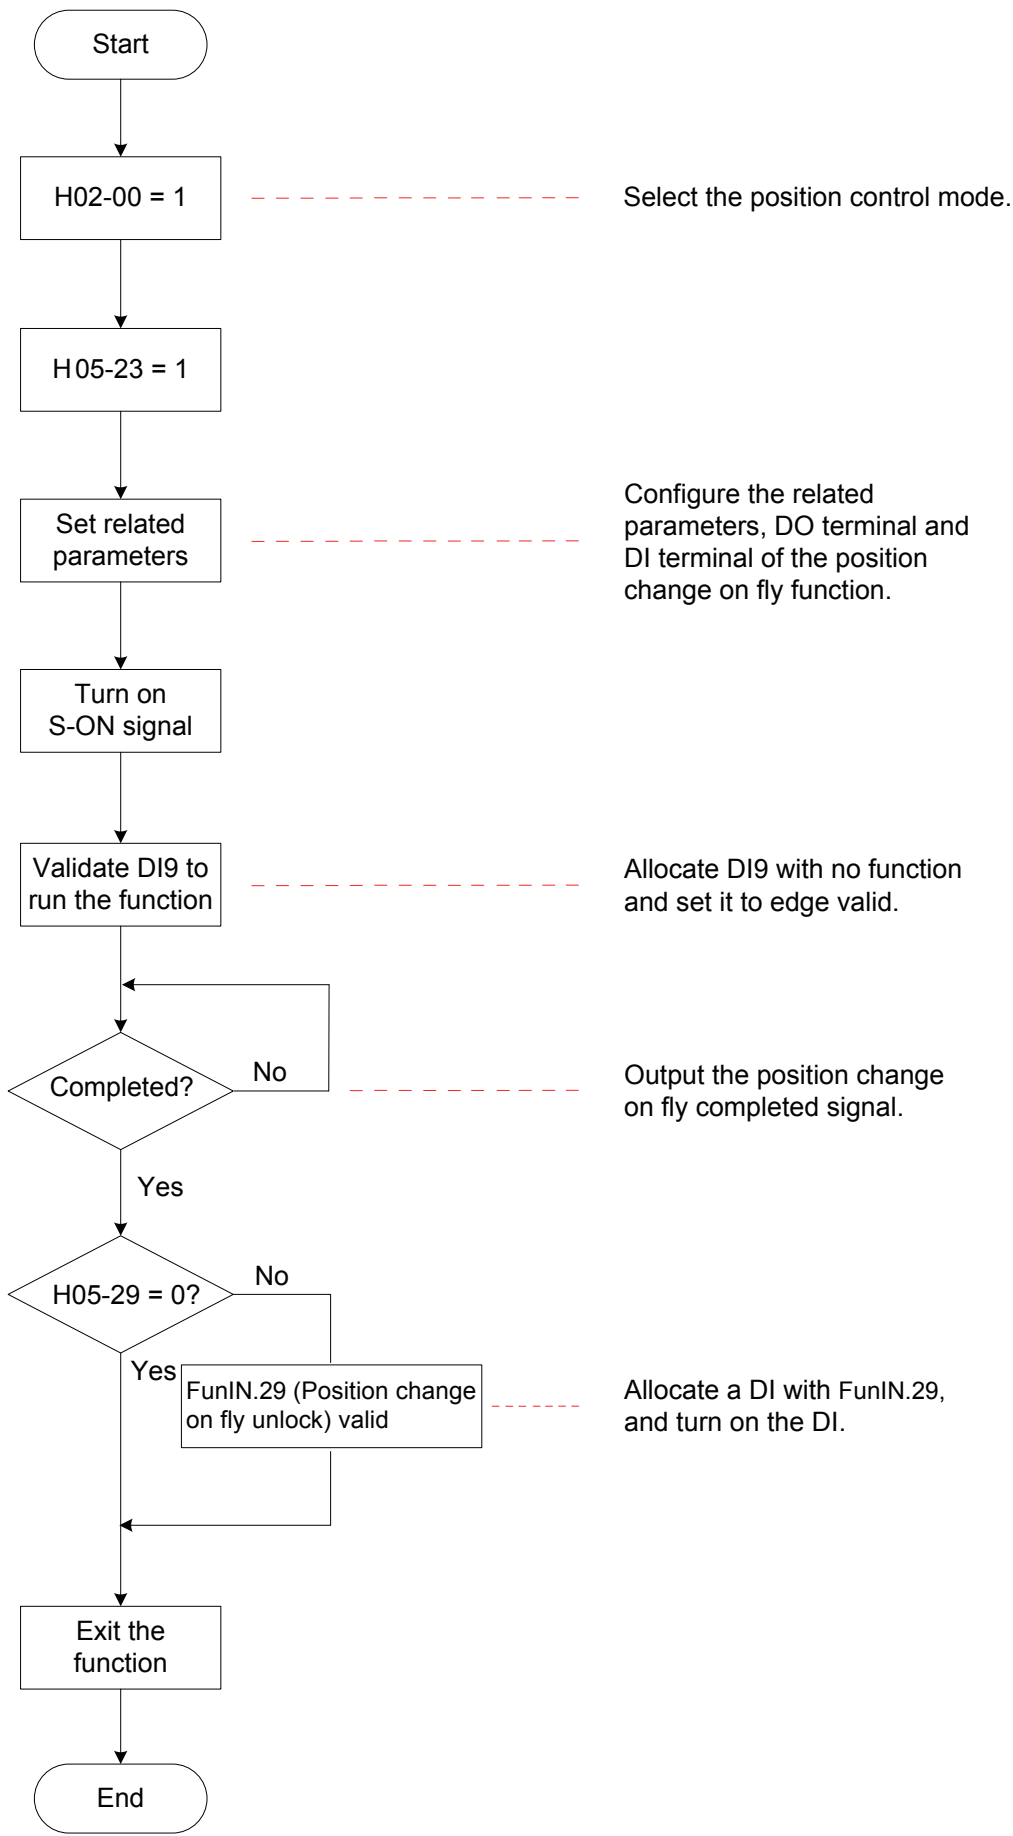 Start
H02-00 = 1
Select the position control mode.
H05-23 = 1
Set related
parameters
Configure the related
parameters, DO terminal and
DI terminal of the position
change on fly function.
Turn on
S-ON signal
Validate DI9 to
run the function
Allocate DI9 with no function
and set it to edge valid.
Completed?
No
Output the position change
on fly completed signal.
Yes
H05-29 = 0?
No
Yes
FunIN.29 (Position change
on fly unlock) valid
Allocate a DI with FunIN.29,
and turn on the DI.
Exit the
function
End